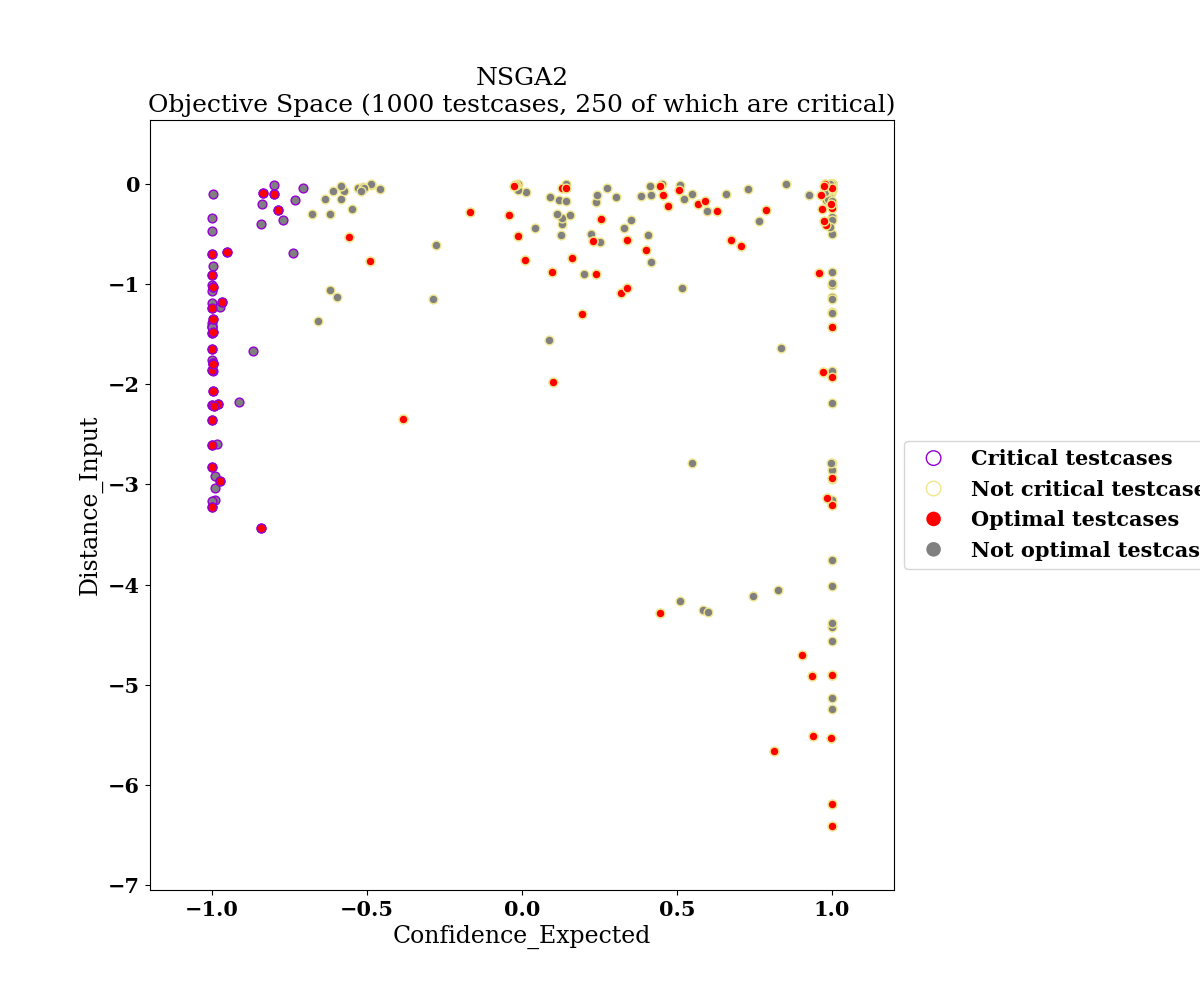 NSGA2
Objective Space (1000 testcases, 250 of which are critical)
0
−1
−2
−3
−4
−5
−6
−7
Distance_Input
−1.0
−0.5
0.0
0.5
1.0
Confidence_Expected
Critical testcases
Not critical testcase
Optimal testcases
Not optimal testcas